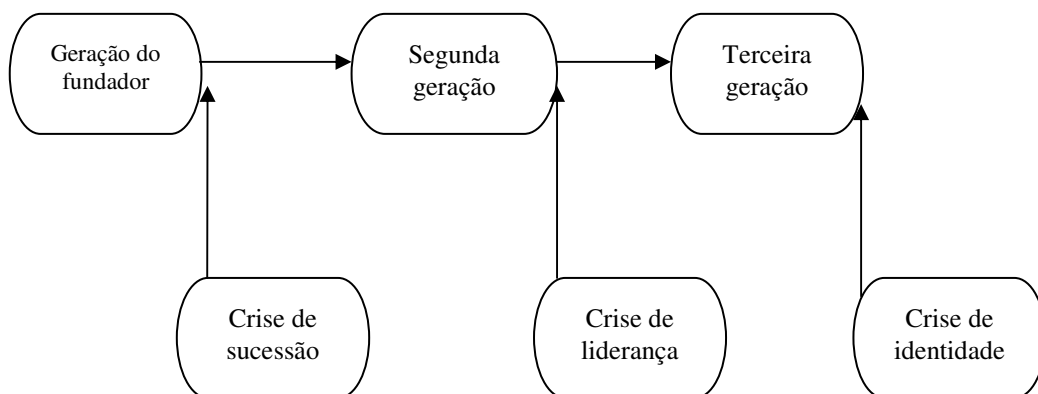 Geração do
fundador
Segunda
geração
Terceira
geração
Crise de
sucessão
Crise de
liderança
Crise de
identidade